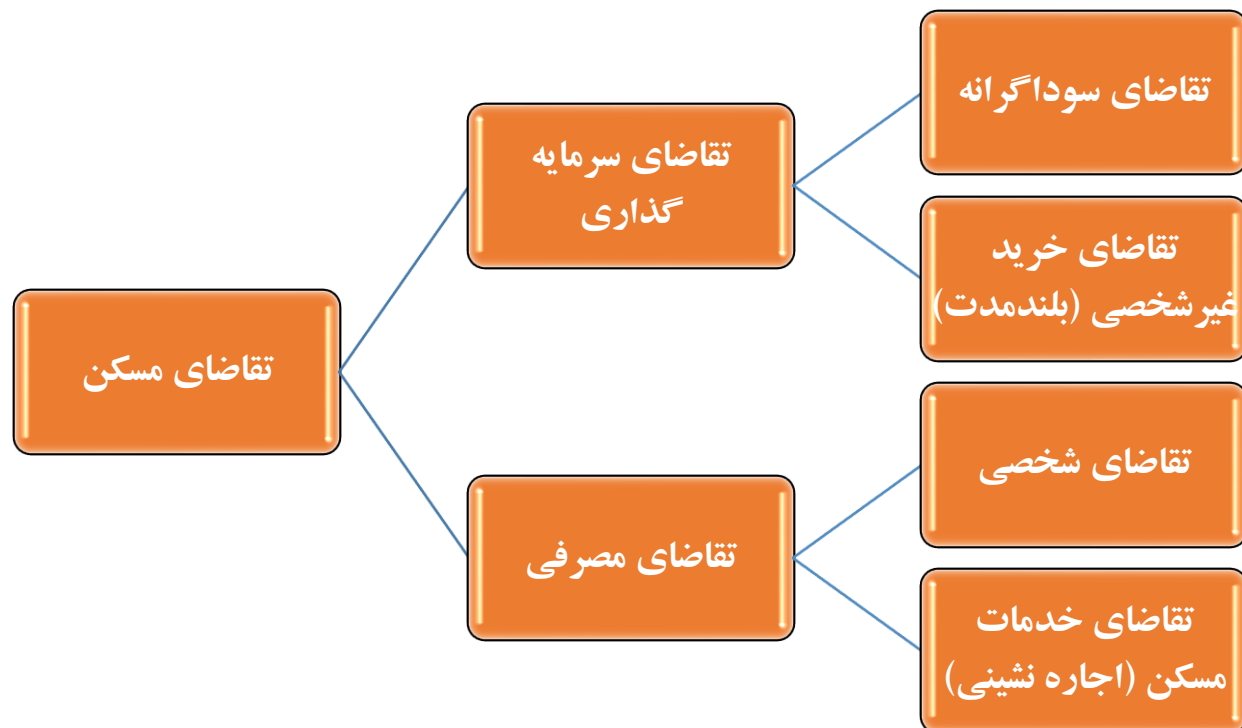 تقاضای مسکن
تقاضای سرمایه
گذاری
تقاضای سوداگرانه
تقاضای خرید
غیرشخصی (بلندمدت)
تقاضای مصرفی
تقاضای شخصی
تقاضای خدمات
مسکن (اجاره نشینی)